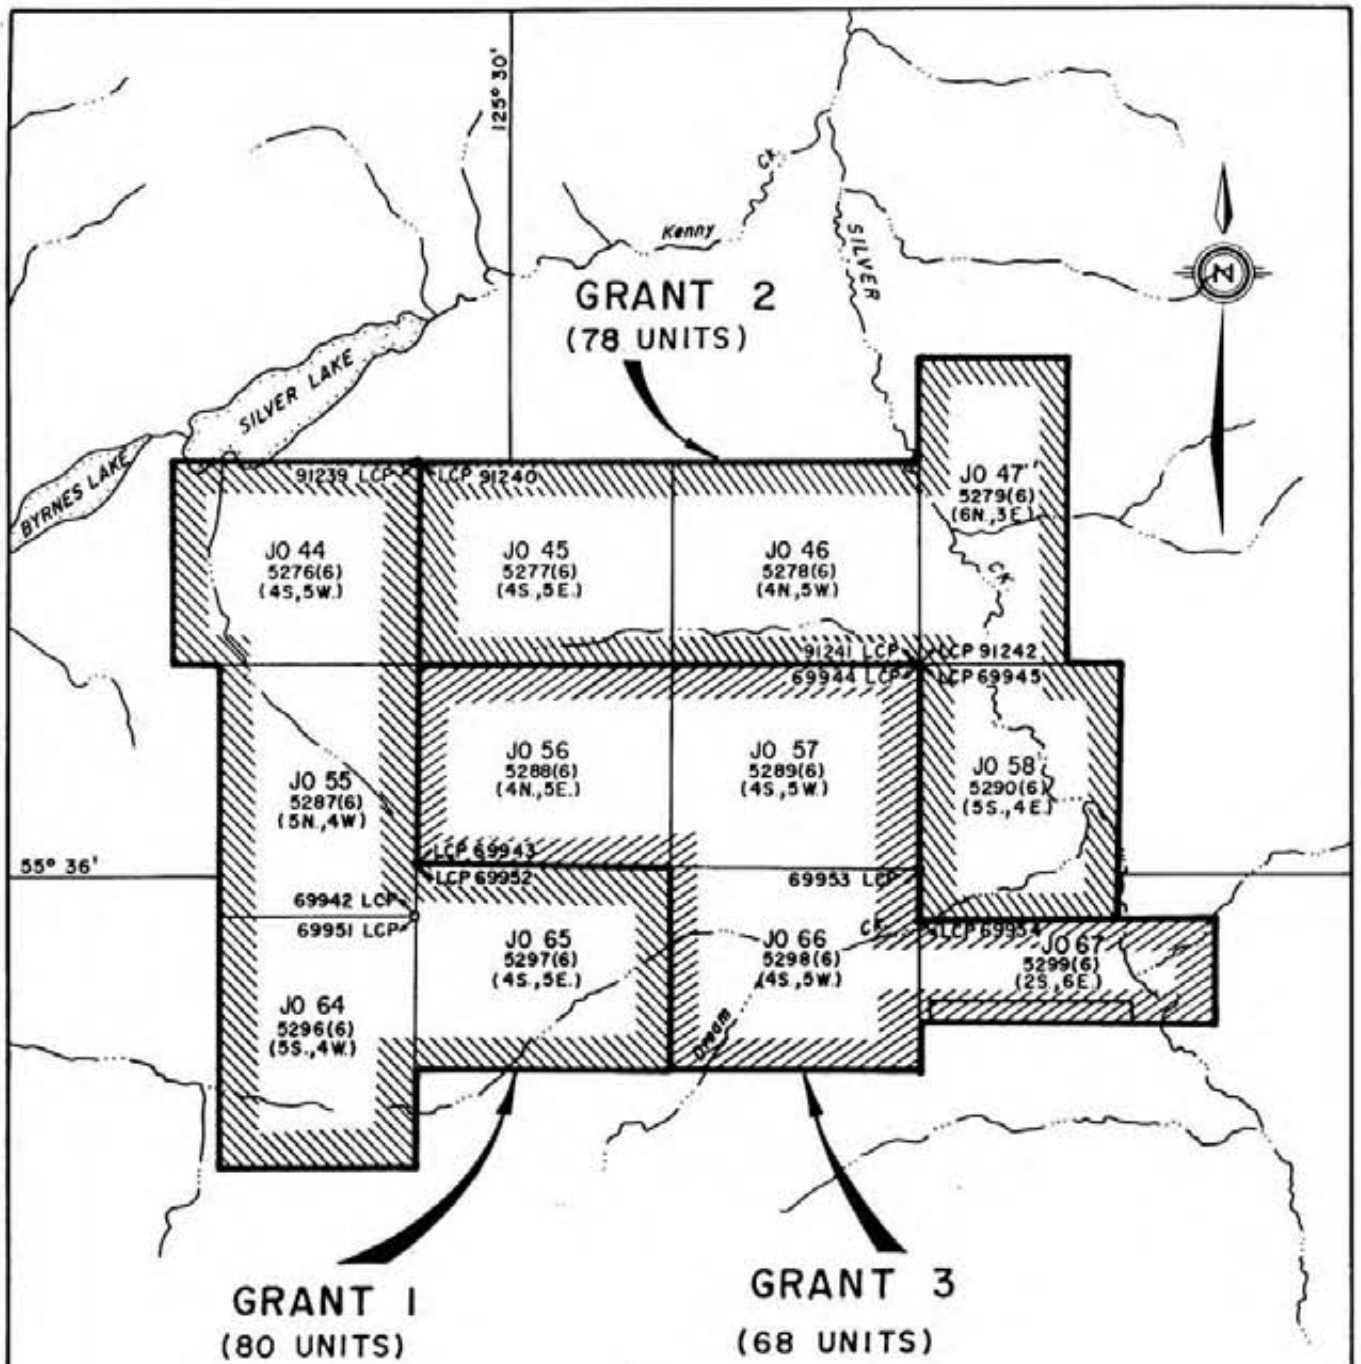 125° 30'
CK.
Kenny
SILVER
GRANT 2
(78 UNITS)
N
SILVER LAKE
BYRNES LAKE
91239 LCP
LCP 91240
JO 47
5279(6)
(6N.,3E.)
JO 44
5276(6)
(4S.,5W.)
JO 45
5277(6)
(4S.,5E.)
JO 46
5278(6)
(4N.,5W)
CK.
91241 LCP
LCP 91242
69944 LCP
LCP 69945
JO 55
5287(6)
(5N.,4W)
JO 56
5288(6)
(4N.,5E.)
JO 57
5289(6)
(4S.,5W.)
JO 58
5290(6)
(5S.,4E.)
55° 36'
LCP 69943
LCP 69952
69953 LCP
69942 LCP
69951 LCP
LCP 69954
JO 64
5296(6)
(5S.,4W.)
JO 65
5297(6)
(4S.,5E.)
JO 66
5298(6)
(4S.,5W.)
CK.
Dream
JO 67
5299(6)
(2S.,6E.)
GRANT 1
(80 UNITS)
GRANT 3
(68 UNITS)